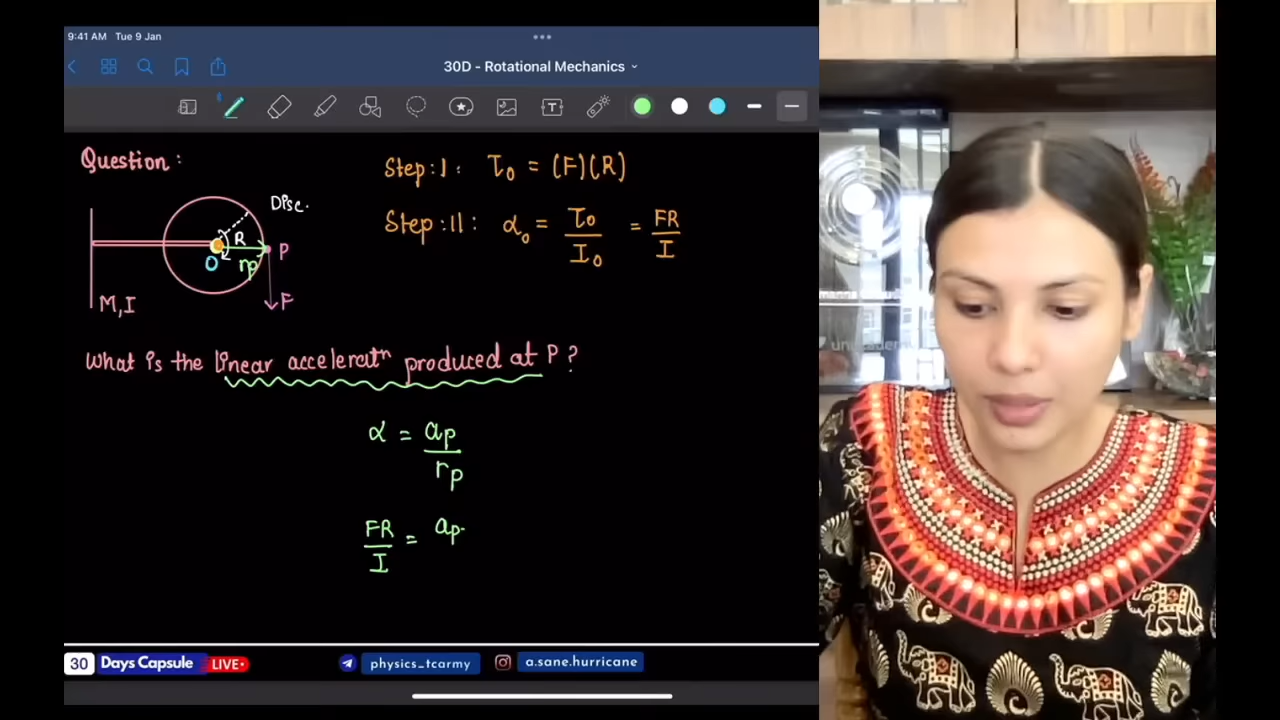 9:41 AM Tue 9 Jan
30D - Rotational Mechanics
Question:
Step:I: τ₀ = (F)(R)
Step:II: α₀ = τ₀/I₀ = FR/I
Disc.
R
P
O
rp
F
M,I
What is the linear acceleratⁿ produced at P?
α = ap/rp
FR/I = ap
30 Days Capsule LIVE
physics_tcarmy
a.sane.hurricane